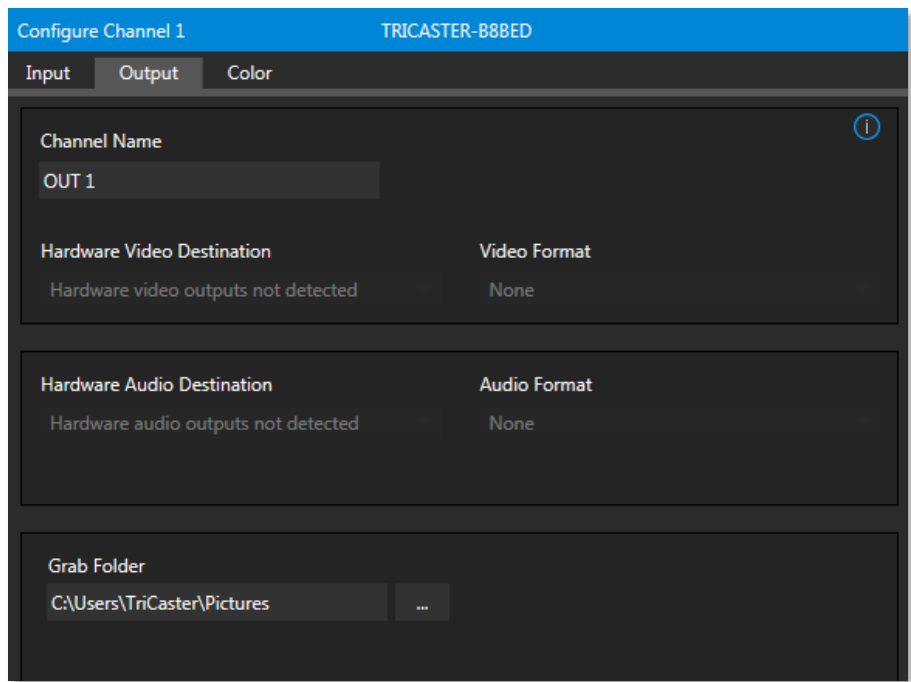 Configure Channel 1 TRICASTER-B8BED
Input Output Color
Channel Name
OUT 1
Hardware Video Destination Video Format
Hardware video outputs not detected None
Hardware Audio Destination Audio Format
Hardware audio outputs not detected None
Grab Folder
C:\Users\TriCaster\Pictures ...